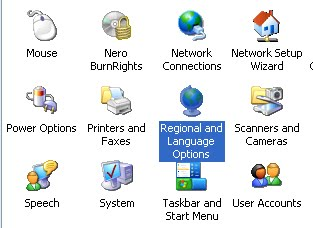 Mouse
Nero
BurnRights
Network
Connections
Network Setup
Wizard
Power Options
Printers and
Faxes
Regional and
Language
Options
Scanners and
Cameras
Speech
System
Taskbar and
Start Menu
User Accounts